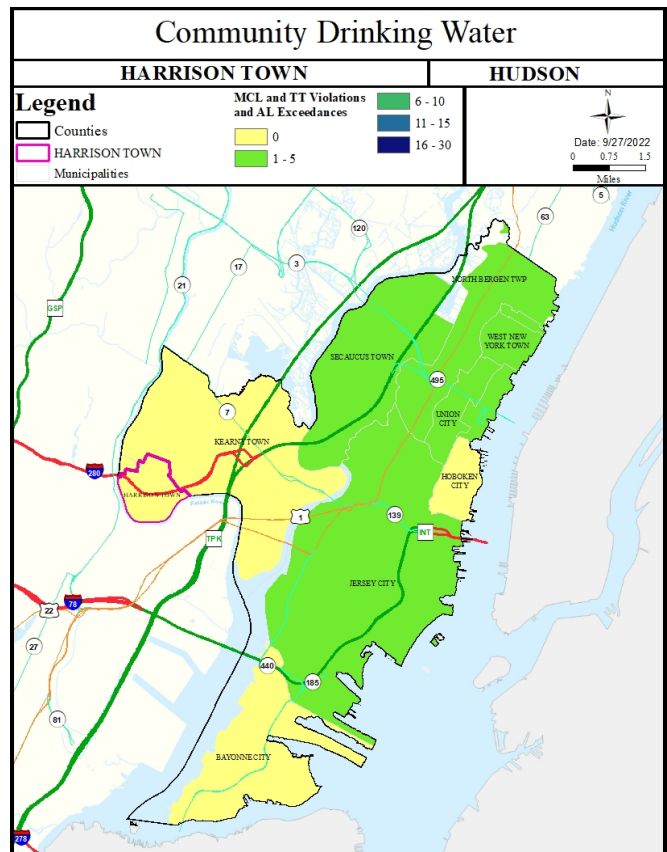 Community Drinking Water
HARRISON TOWN
HUDSON
Legend
Counties
HARRISON TOWN
Municipalities
MCL and TT Violations
and AL Exceedances
0
1 - 5
6 - 10
11 - 15
16 - 30
N
Date: 9/27/2022
0 0.75 1.5
Miles
5
63
Hudson River
120
3
17
21
GSP
NORTH BERGEN TWP
WEST NEW
YORK TOWN
SECAUCUS TOWN
495
7
UNION
CITY
KEARNY TOWN
280
HOBOKEN
CITY
HARRISON TOWN
1
139
TPK
INT
JERSEY CITY
78
22
27
440
185
81
BAYONNE CITY
278